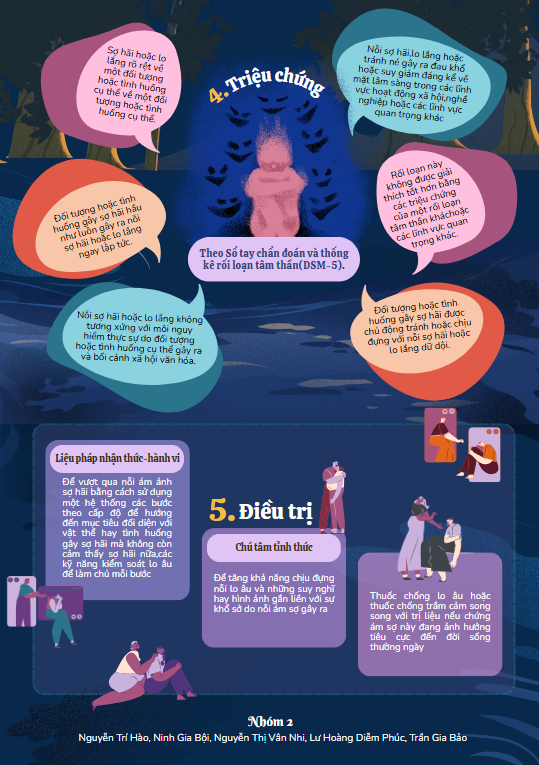 4. Triệu chứng
Sợ hãi hoặc lo
lắng rõ rệt về
một đối tượng
hoặc tình huống
cụ thể về một đối
tượng hoặc tình
huống cụ thể.
Nỗi sợ hãi,lo lắng hoặc
tránh né gây ra đau khổ
hoặc suy giảm đáng kể về
mặt lâm sàng trong các lĩnh
vực hoạt động xã hội,nghề
nghiệp hoặc các lĩnh vực
quan trọng khác
Đối tượng hoặc tình
huống gây sợ hãi hầu
như luôn gây ra nỗi
sợ hãi hoặc lo lắng
ngay lập tức.
Rối loạn này
không được giải
thích tốt hơn bằng
các triệu chứng
của một rối loạn
tâm thần kháchoặc
các lĩnh vực quan
trọng khác.
Theo Sổ tay chẩn đoán và thống
kê rối loạn tâm thần(DSM-5).
Nỗi sợ hãi hoặc lo lắng không
tương xứng với mối nguy
hiểm thực sự do đối tượng
hoặc tình huống cụ thể gây ra
và bối cảnh xã hội văn hóa.
Đối tượng hoặc tình
huống gây sợ hãi được
chủ động tránh hoặc chịu
đựng với nỗi sợ hãi hoặc
lo lắng dữ dội.
5. Điều trị
Liệu pháp nhận thức-hành vi
Để vượt qua nỗi ám ảnh
sợ hãi bằng cách sử dụng
một hệ thống các bước
theo cấp độ để hướng
đến mục tiêu đối diện với
vật thể hay tình huống
gây sợ hãi mà không còn
cảm thấy sợ hãi nữa,các
kỹ năng kiểm soát lo âu
để làm chủ mỗi bước
Chú tâm tỉnh thức
Để tăng khả năng chịu đựng
nỗi lo âu và những suy nghĩ
hay hình ảnh gắn liền với sự
khổ sở do nỗi ám sợ gây ra
Thuốc chống lo âu hoặc
thuốc chống trầm cảm song
song với trị liệu nếu chứng
ám sợ này đang ảnh hưởng
tiêu cực đến đời sống
thường ngày
Nhóm 2
Nguyễn Trí Hào, Ninh Gia Bội, Nguyễn Thị Vân Nhi, Lư Hoàng Diễm Phúc, Trần Gia Bảo